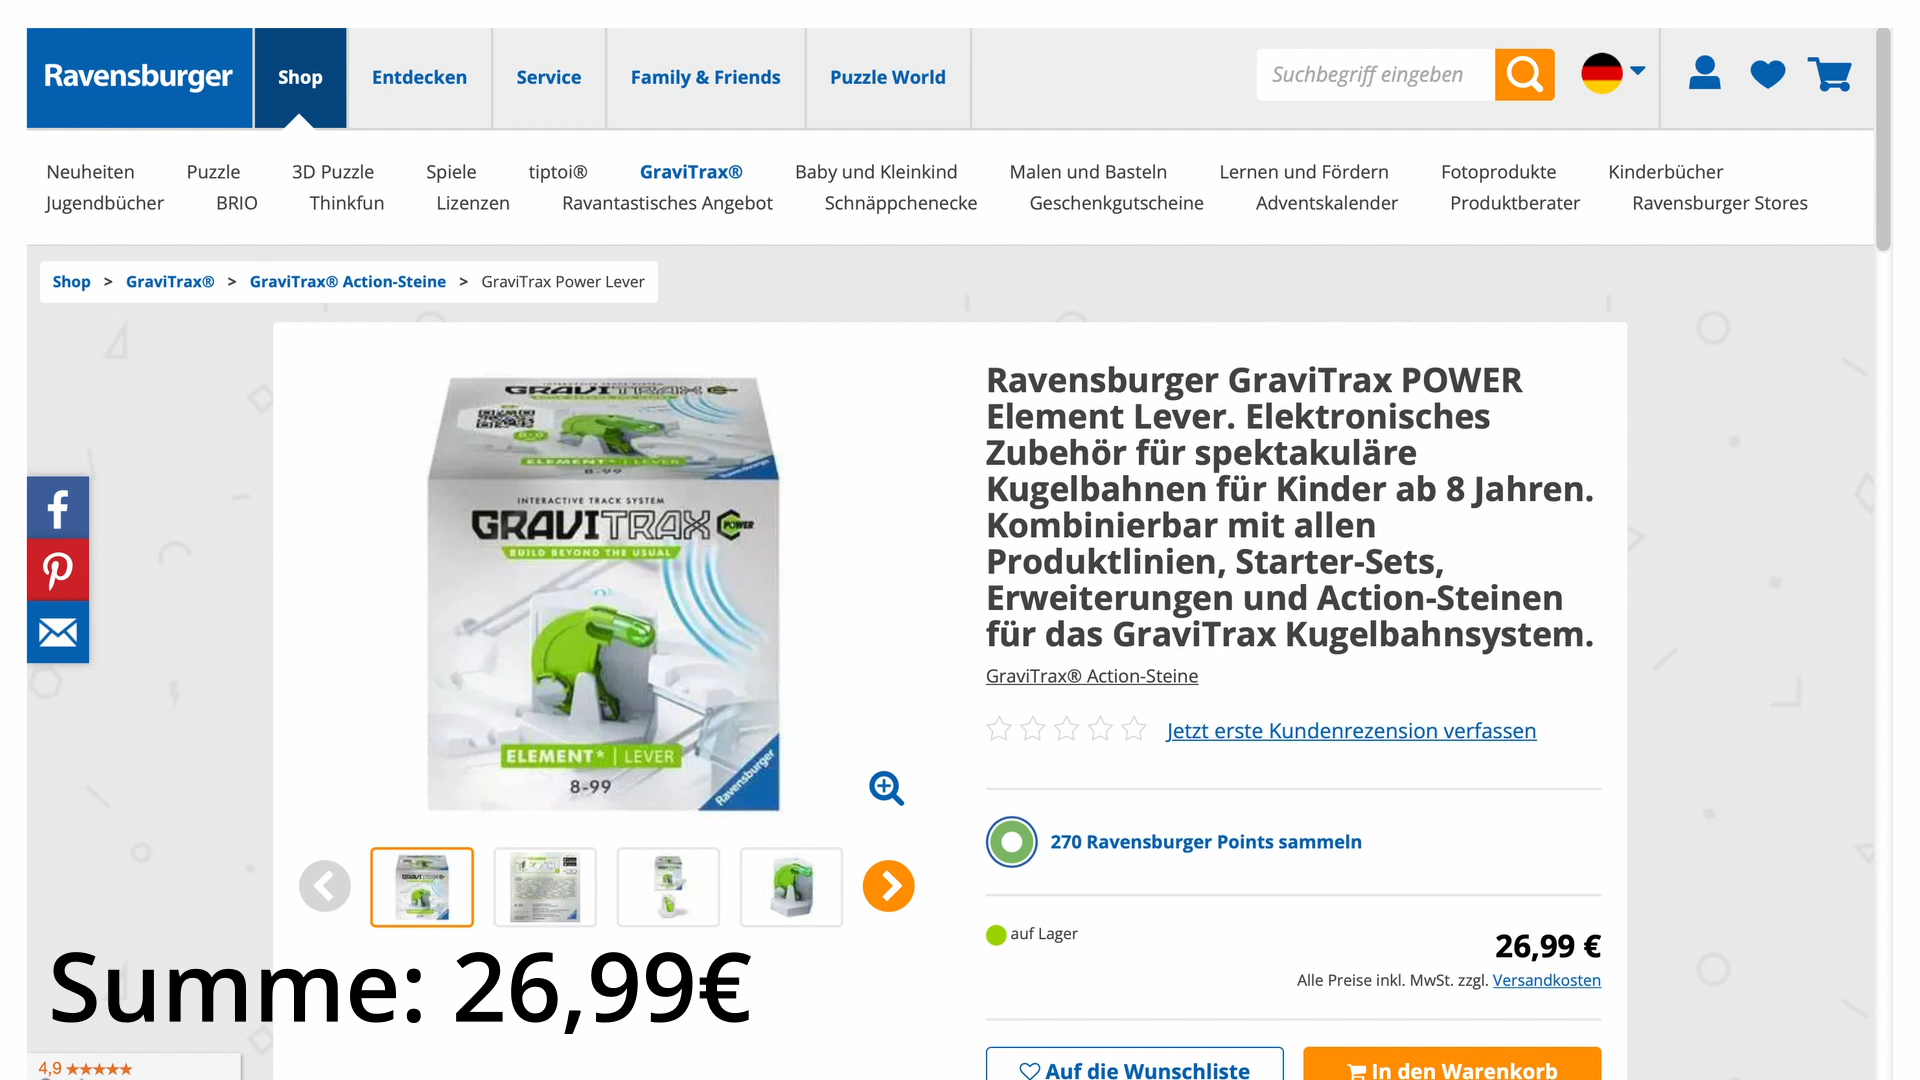 Ravensburger
Shop
Entdecken
Service
Family & Friends
Puzzle World
Suchbegriff eingeben
Neuheiten Puzzle 3D Puzzle Spiele tiptoi® GraviTrax® Baby und Kleinkind Malen und Basteln Lernen und Fördern Fotoprodukte Kinderbücher
Jugendbücher BRIO Thinkfun Lizenzen Ravantastisches Angebot Schnäppchenecke Geschenkgutscheine Adventskalender Produktberater Ravensburger Stores
Shop > GraviTrax® > GraviTrax® Action-Steine > GraviTrax Power Lever
GRAVITRAX
ELEMENT* | LEVER
8-99
INTERACTIVE TRACK SYSTEM
GRAVITRAX POWER
BUILD BEYOND THE USUAL
ELEMENT* | LEVER
8-99
Ravensburger
Ravensburger GraviTrax POWER
Element Lever. Elektronisches
Zubehör für spektakuläre
Kugelbahnen für Kinder ab 8 Jahren.
Kombinierbar mit allen
Produktlinien, Starter-Sets,
Erweiterungen und Action-Steinen
für das GraviTrax Kugelbahnsystem.
GraviTrax® Action-Steine
Jetzt erste Kundenrezension verfassen
270 Ravensburger Points sammeln
auf Lager
26,99 €
Alle Preise inkl. MwSt. zzgl. Versandkosten
Auf die Wunschliste
In den Warenkorb
Summe: 26,99€
4,9 ★★★★★